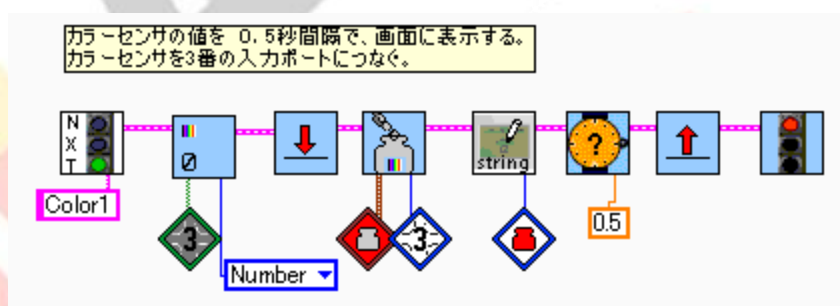 カラーセンサの値を 0.5秒間隔で、画面に表示する。
カラーセンサを3番の入力ポートにつなぐ。
N
X
T
0
string
?
Color1
3
3
0.5
Number